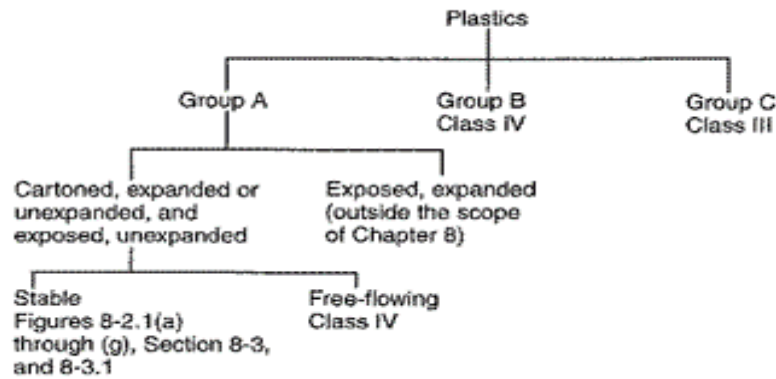 Plastics
Group A
Group B
Class IV
Group C
Class III
Cartoned, expanded or
unexpanded, and
exposed, unexpanded
Exposed, expanded
(outside the scope
of Chapter 8)
Stable
Figures 8-2.1(a)
through (g), Section 8-3,
and 8-3.1
Free-flowing
Class IV